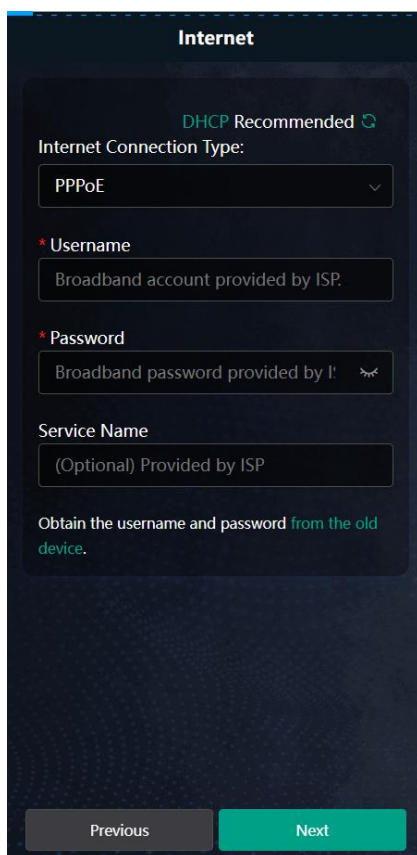 Internet
DHCP Recommended
Internet Connection Type:
PPPoE
* Username
Broadband account provided by ISP.
* Password
Broadband password provided by I
Service Name
(Optional) Provided by ISP
Obtain the username and password from the old
device.
Previous
Next